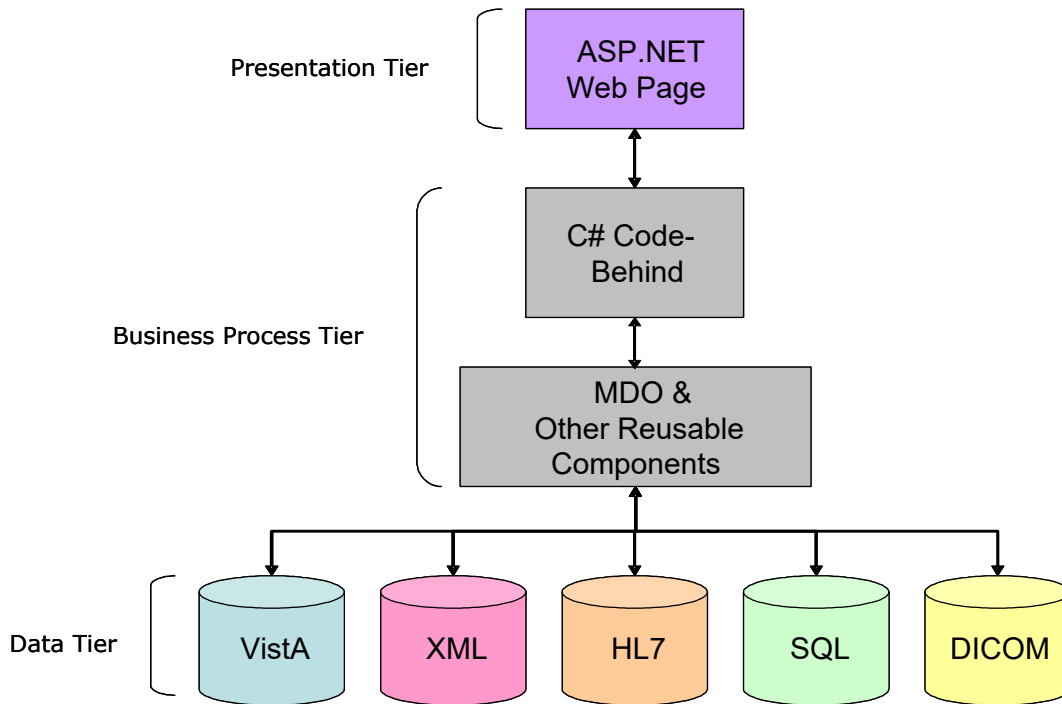 Presentation Tier
ASP.NET
Web Page
Business Process Tier
C# Code-
Behind
MDO &
Other Reusable
Components
Data Tier
VistA
XML
HL7
SQL
DICOM